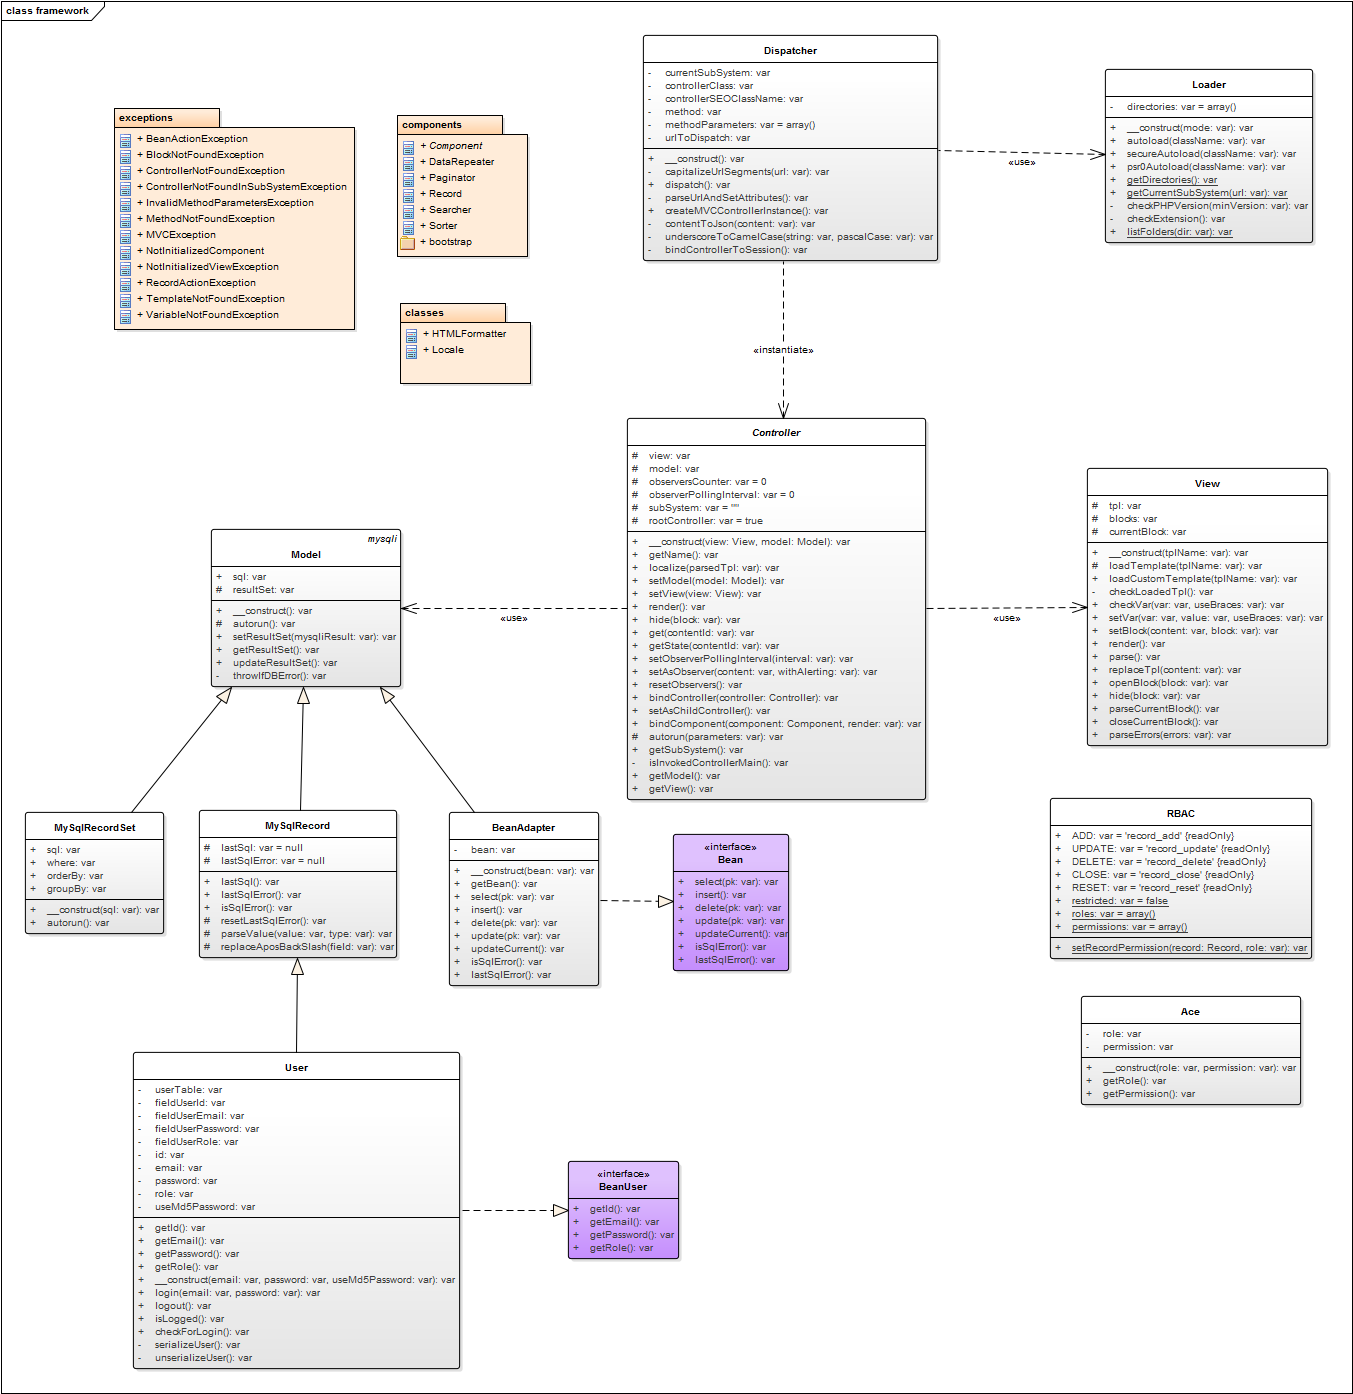 class framework
exceptions
+ BeanActionException
+ BlockNotFoundException
+ ControllerNotFoundException
+ ControllerNotFoundInSubSystemException
+ InvalidMethodParametersException
+ MethodNotFoundException
+ MVCException
+ NotInitializedComponent
+ NotInitializedViewException
+ RecordActionException
+ TemplateNotFoundException
+ VariableNotFoundException
components
+ Component
+ DataRepeater
+ Paginator
+ Record
+ Searcher
+ Sorter
+ bootstrap
classes
+ HTMLFormatter
+ Locale
Dispatcher
- currentSubSystem: var
- controllerClass: var
- controllerSEOClassName: var
- method: var
- methodParameters: var = array()
- urlToDispatch: var
+ __construct(): var
- capitalizeUrlSegments(url: var): var
+ dispatch(): var
- parseUrlAndSetAttributes(): var
+ createMVCControllerInstance(): var
- contentToJson(content: var): var
- underscoreToCamelCase(string: var, pascalCase: var): var
- bindControllerToSession(): var
«use»
Loader
- directories: var = array()
+ __construct(mode: var): var
+ autoload(className: var): var
+ secureAutoload(className: var): var
+ psr0Autoload(className: var): var
+ getDirectories(): var
+ getCurrentSubSystem(url: var): var
- checkPHPVersion(minVersion: var): var
- checkExtension(): var
+ listFolders(dir: var): var
«instantiate»
Controller
# view: var
# model: var
# observersCounter: var = 0
# observerPollingInterval: var = 0
# subSystem: var = ""
# rootController: var = true
+ __construct(view: View, model: Model): var
+ getName(): var
+ localize(parsedTpl: var): var
+ setModel(model: Model): var
+ setView(view: View): var
+ render(): var
+ hide(block: var): var
+ get(contentId: var): var
+ getState(contentId: var): var
+ setObserverPollingInterval(interval: var): var
+ setAsObserver(content: var, withAlerting: var): var
+ resetObservers(): var
+ bindController(controller: Controller): var
+ setAsChildController(): var
+ bindComponent(component: Component, render: var): var
# autorun(parameters: var): var
+ getSubSystem(): var
- isInvokedControllerMain(): var
+ getModel(): var
+ getView(): var
«use»
«use»
View
# tpl: var
# blocks: var
# currentBlock: var
+ __construct(tplName: var): var
# loadTemplate(tplName: var): var
+ loadCustomTemplate(tplName: var): var
- checkLoadedTpl(): var
+ checkVar(var: var, useBraces: var): var
+ setVar(var: var, value: var, useBraces: var): var
+ setBlock(content: var, block: var): var
+ render(): var
+ parse(): var
+ replaceTpl(content: var): var
+ openBlock(block: var): var
+ hide(block: var): var
+ parseCurrentBlock(): var
+ closeCurrentBlock(): var
+ parseErrors(errors: var): var
mysqli
Model
+ sql: var
# resultSet: var
+ __construct(): var
# autorun(): var
+ setResultSet(mysqliResult: var): var
+ getResultSet(): var
+ updateResultSet(): var
- throwIfDBError(): var
MySqlRecordSet
+ sql: var
+ where: var
+ orderBy: var
+ groupBy: var
+ __construct(sql: var): var
+ autorun(): var
MySqlRecord
# lastSql: var = null
# lastSqlError: var = null
+ lastSql(): var
+ lastSqlError(): var
+ isSqlError(): var
# resetLastSqlError(): var
# parseValue(value: var, type: var): var
# replaceAposBackSlash(field: var): var
BeanAdapter
- bean: var
+ __construct(bean: var): var
+ getBean(): var
+ select(pk: var): var
+ insert(): var
+ delete(pk: var): var
+ update(pk: var): var
+ updateCurrent(): var
+ isSqlError(): var
+ lastSqlError(): var
«interface»
Bean
+ select(pk: var): var
+ insert(): var
+ delete(pk: var): var
+ update(pk: var): var
+ updateCurrent(): var
+ isSqlError(): var
+ lastSqlError(): var
RBAC
+ ADD: var = 'record_add' {readOnly}
+ UPDATE: var = 'record_update' {readOnly}
+ DELETE: var = 'record_delete' {readOnly}
+ CLOSE: var = 'record_close' {readOnly}
+ RESET: var = 'record_reset' {readOnly}
+ restricted: var = false
+ roles: var = array()
+ permissions: var = array()
+ setRecordPermission(record: Record, role: var): var
Ace
- role: var
- permission: var
+ __construct(role: var, permission: var): var
+ getRole(): var
+ getPermission(): var
User
- userTable: var
- fieldUserId: var
- fieldUserEmail: var
- fieldUserPassword: var
- fieldUserRole: var
- id: var
- email: var
- password: var
- role: var
- useMd5Password: var
+ getId(): var
+ getEmail(): var
+ getPassword(): var
+ getRole(): var
+ __construct(email: var, password: var, useMd5Password: var): var
+ login(email: var, password: var): var
+ logout(): var
+ isLogged(): var
+ checkForLogin(): var
- serializeUser(): var
- unserializeUser(): var
«interface»
BeanUser
+ getId(): var
+ getEmail(): var
+ getPassword(): var
+ getRole(): var